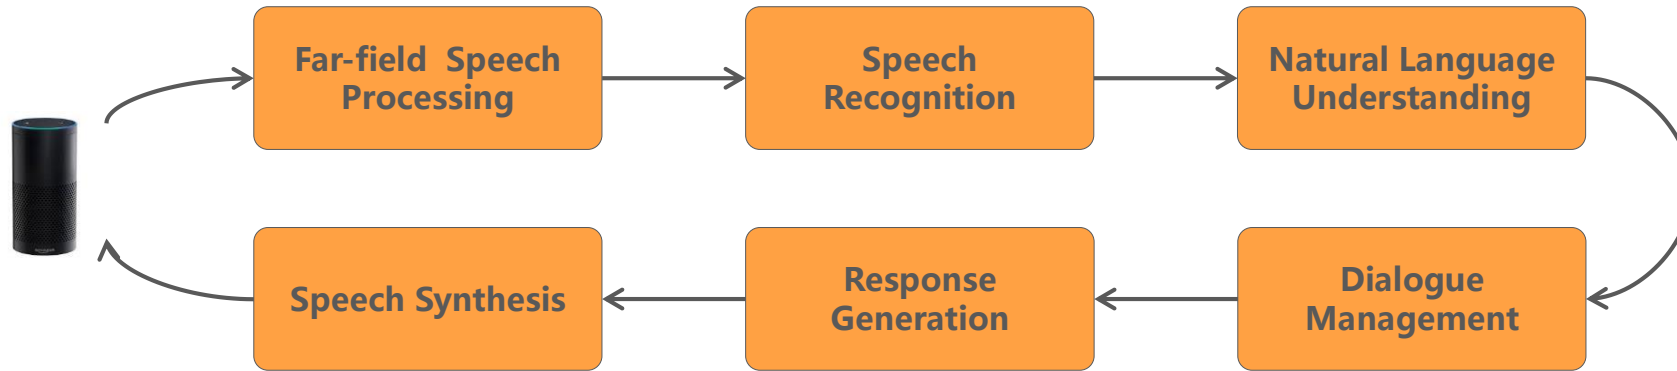 Far-field Speech
Processing
Speech
Recognition
Natural Language
Understanding
Speech Synthesis
Response
Generation
Dialogue
Management